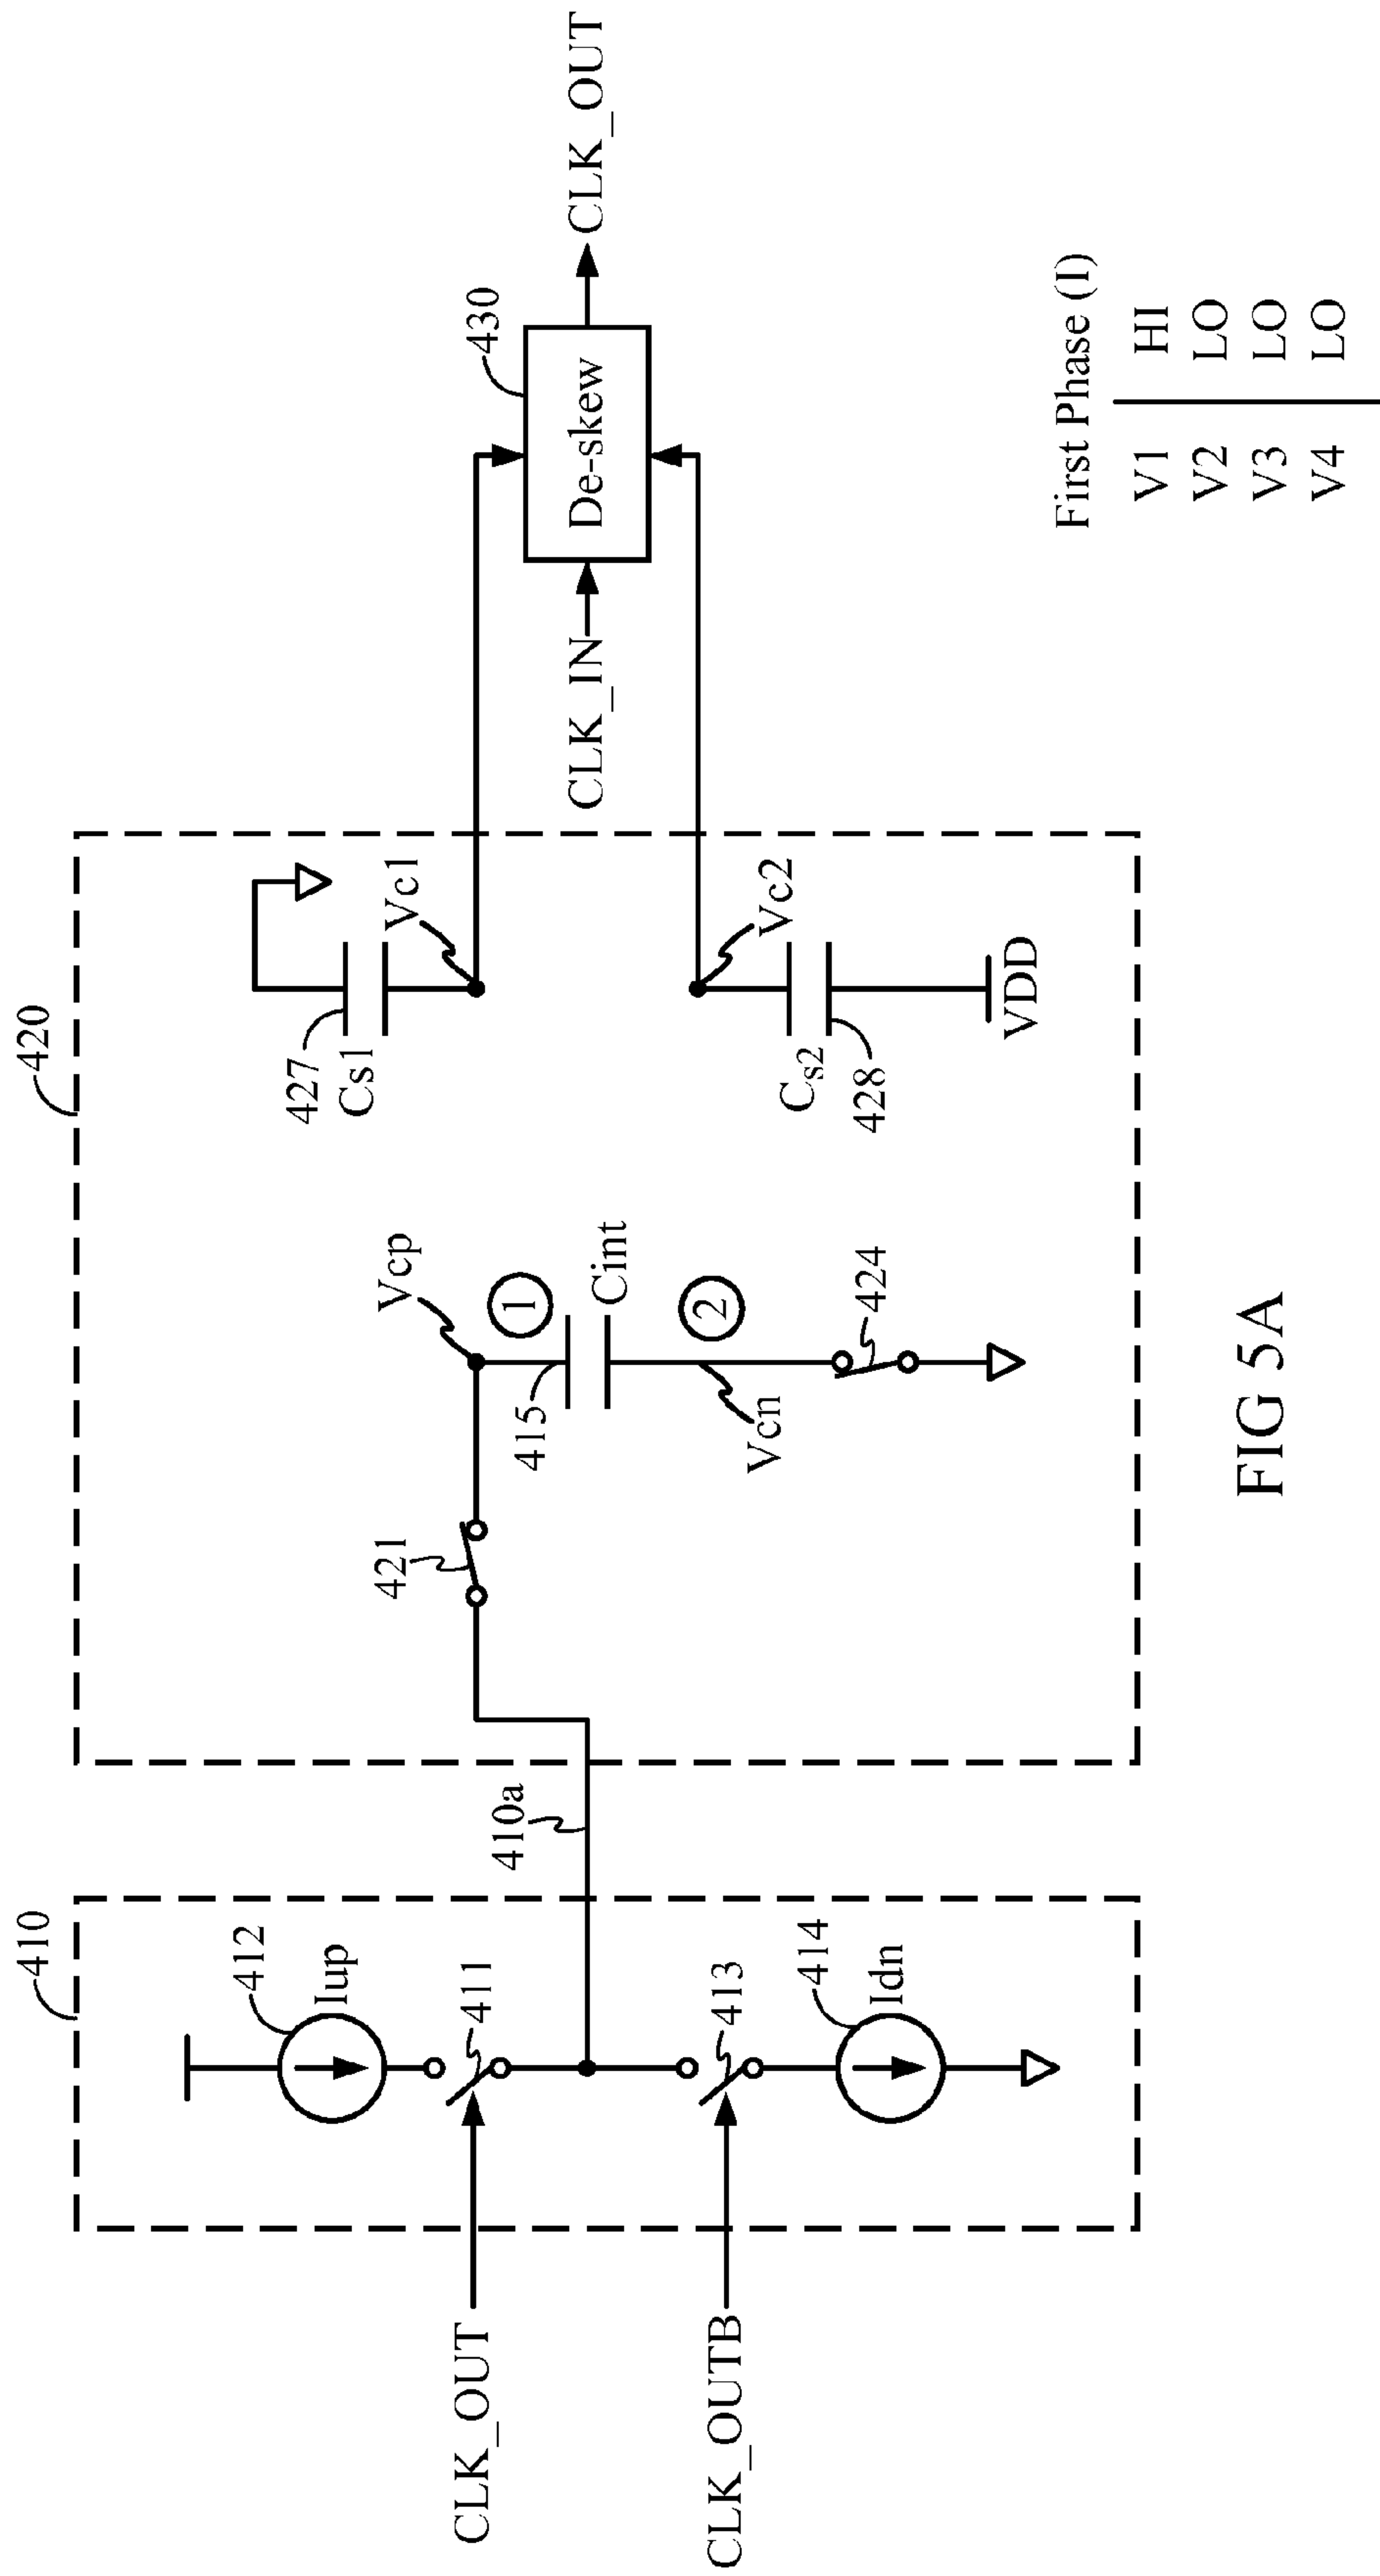 410
420
412
Iup
411
CLK_OUT
410a
421
Vcp
1
415
Cint
2
Vcn
424
427
Cs1
Vc1
430
De-skew
CLK_IN
CLK_OUT
413
CLK_OUTB
414
Idn
Vc2
Cs2
428
VDD
First Phase (I)
V1 HI
V2 LO
V3 LO
V4 LO
FIG 5A